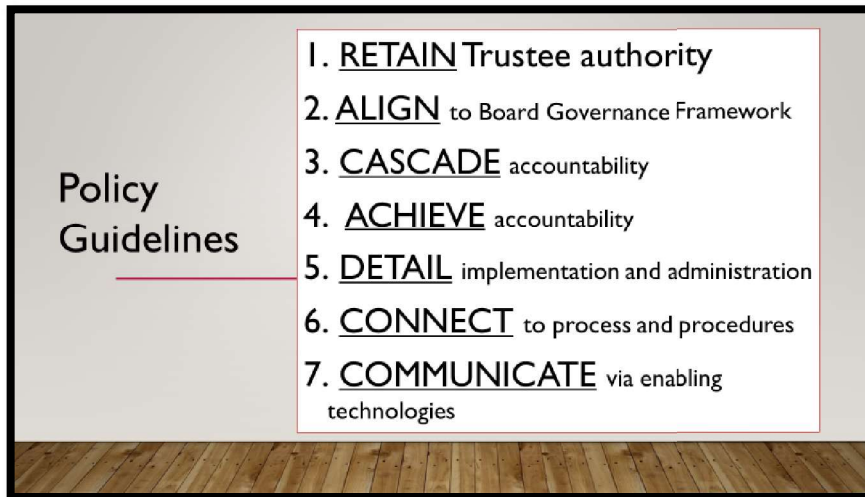 Policy
Guidelines
1. RETAIN Trustee authority
2. ALIGN to Board Governance Framework
3. CASCADE accountability
4. ACHIEVE accountability
5. DETAIL implementation and administration
6. CONNECT to process and procedures
7. COMMUNICATE via enabling
technologies